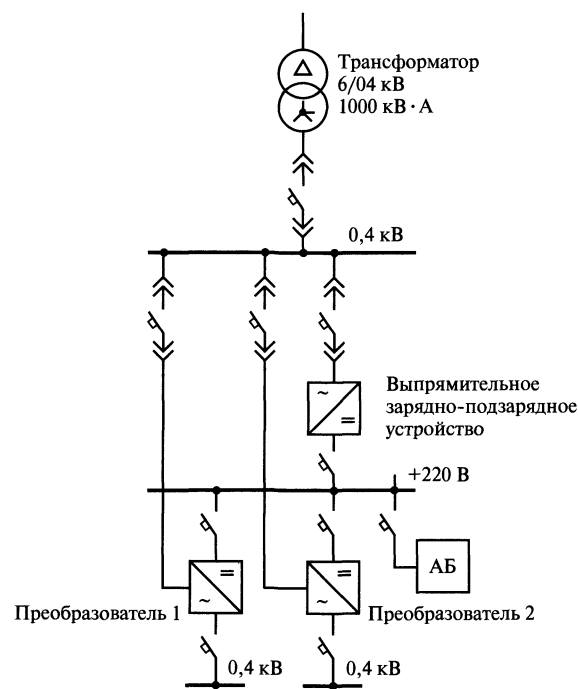 Трансформатор
6/04 кВ
1000 кВ · А
0,4 кВ
Выпрямительное
зарядно-подзарядное
устройство
~
=
+220 В
=
~
=
~
АБ
Преобразователь 1
Преобразователь 2
0,4 кВ
0,4 кВ